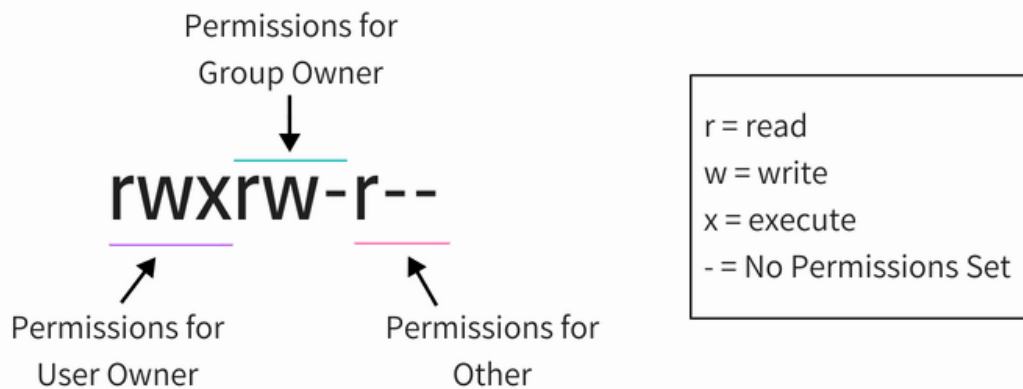 Permissions for
Group Owner
rwxrw-r--
Permissions for
User Owner
Permissions for
Other
r = read
w = write
x = execute
- = No Permissions Set